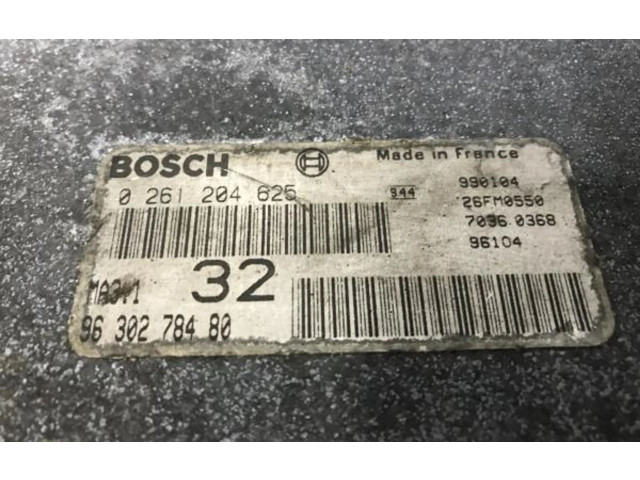 BOSCH Made in France
0 261 204 625 944 990104
26FM0550
7036 0368
96104
MA3.1 32
96 302 784 80